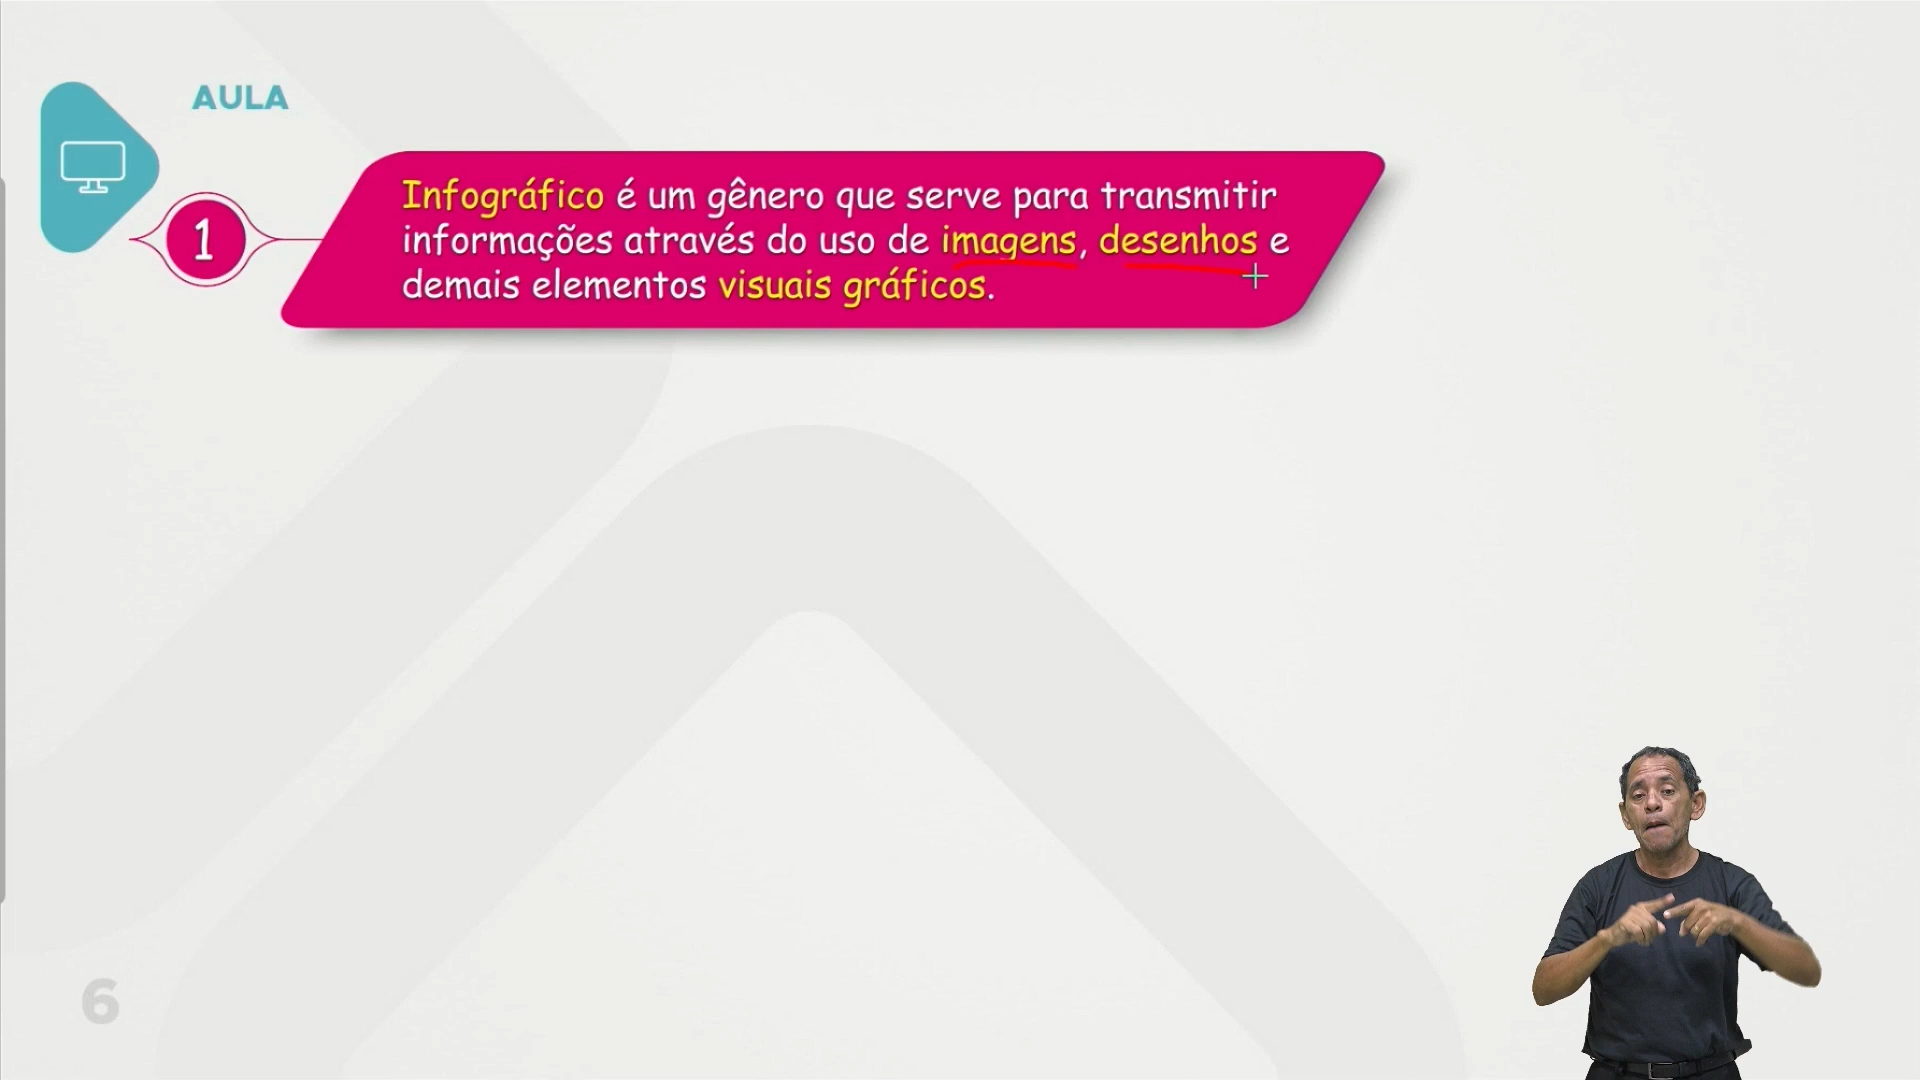 AULA
1
Infográfico é um gênero que serve para transmitir
informações através do uso de imagens, desenhos e
demais elementos visuais gráficos.
6